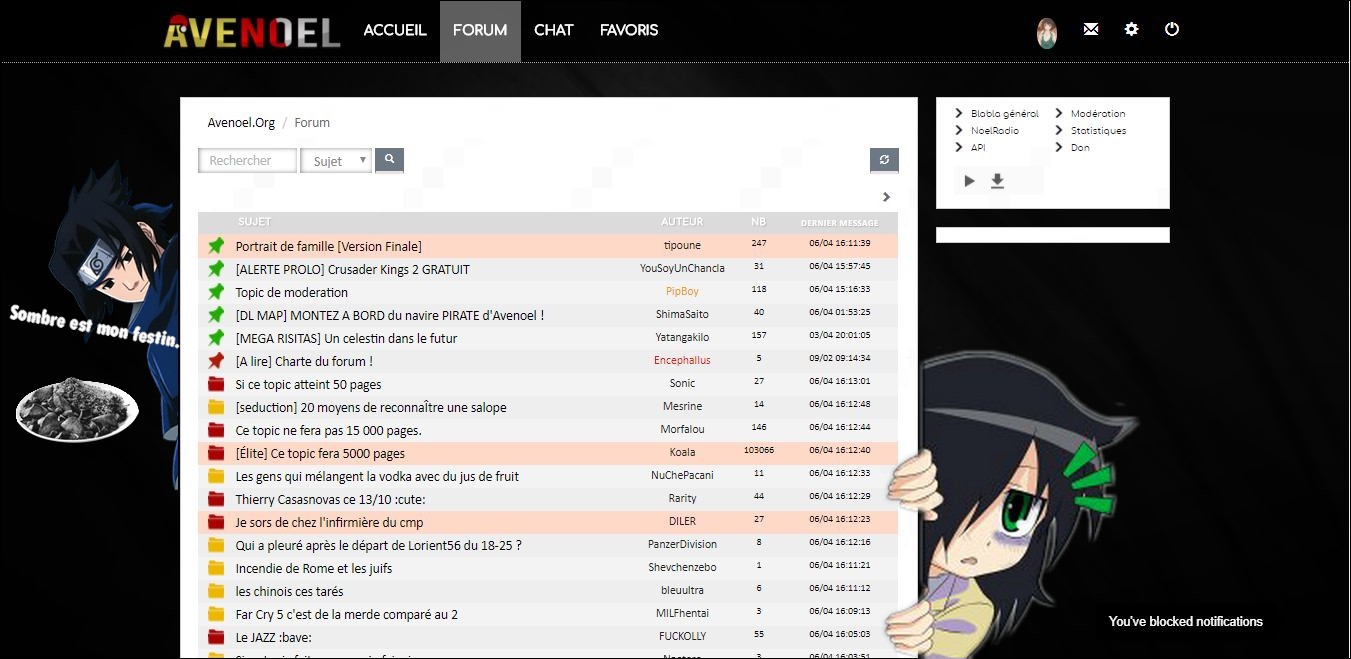 AVENOEL ACCUEIL FORUM CHAT FAVORIS
Avenoel.Org / Forum
Rechercher Sujet
SUJET AUTEUR NB DERNIER MESSAGE
Portrait de famille [Version Finale] tipoune 247 06/04 16:11:39
[ALERTE PROLO] Crusader Kings 2 GRATUIT YouSoyUnChancla 31 06/04 15:57:45
Topic de moderation PipBoy 118 06/04 15:16:33
[DL MAP] MONTEZ A BORD du navire PIRATE d'Avenoel ! ShimaSaito 40 06/04 01:53:25
[MEGA RISITAS] Un celestin dans le futur Yatangakilo 157 03/04 20:01:05
[A lire] Charte du forum ! Encephallus 5 09/02 09:14:34
Si ce topic atteint 50 pages Sonic 27 06/04 16:13:01
[seduction] 20 moyens de reconnaÎtre une salope Mesrine 14 06/04 16:12:48
Ce topic ne fera pas 15 000 pages. Morfalou 146 06/04 16:12:44
[Élite] Ce topic fera 5000 pages Koala 103066 06/04 16:12:40
Les gens qui mélangent la vodka avec du jus de fruit NuChePacani 11 06/04 16:12:33
Thierry Casasnovas ce 13/10 :cute: Rarity 44 06/04 16:12:29
Je sors de chez l'infirmière du cmp DILER 27 06/04 16:12:23
Qui a pleuré après le départ de Lorient56 du 18-25 ? PanzerDivision 8 06/04 16:12:16
Incendie de Rome et les juifs Shevchenzebo 1 06/04 16:11:21
les chinois ces tarés bleuultra 6 06/04 16:11:12
Far Cry 5 c'est de la merde comparé au 2 MILFhentai 3 06/04 16:09:13
Le JAZZ :bave: FUCKOLLY 55 06/04 16:05:03
Blabla général Modération
NoelRadio Statistiques
API Don
Sombre est mon festin.
You've blocked notifications